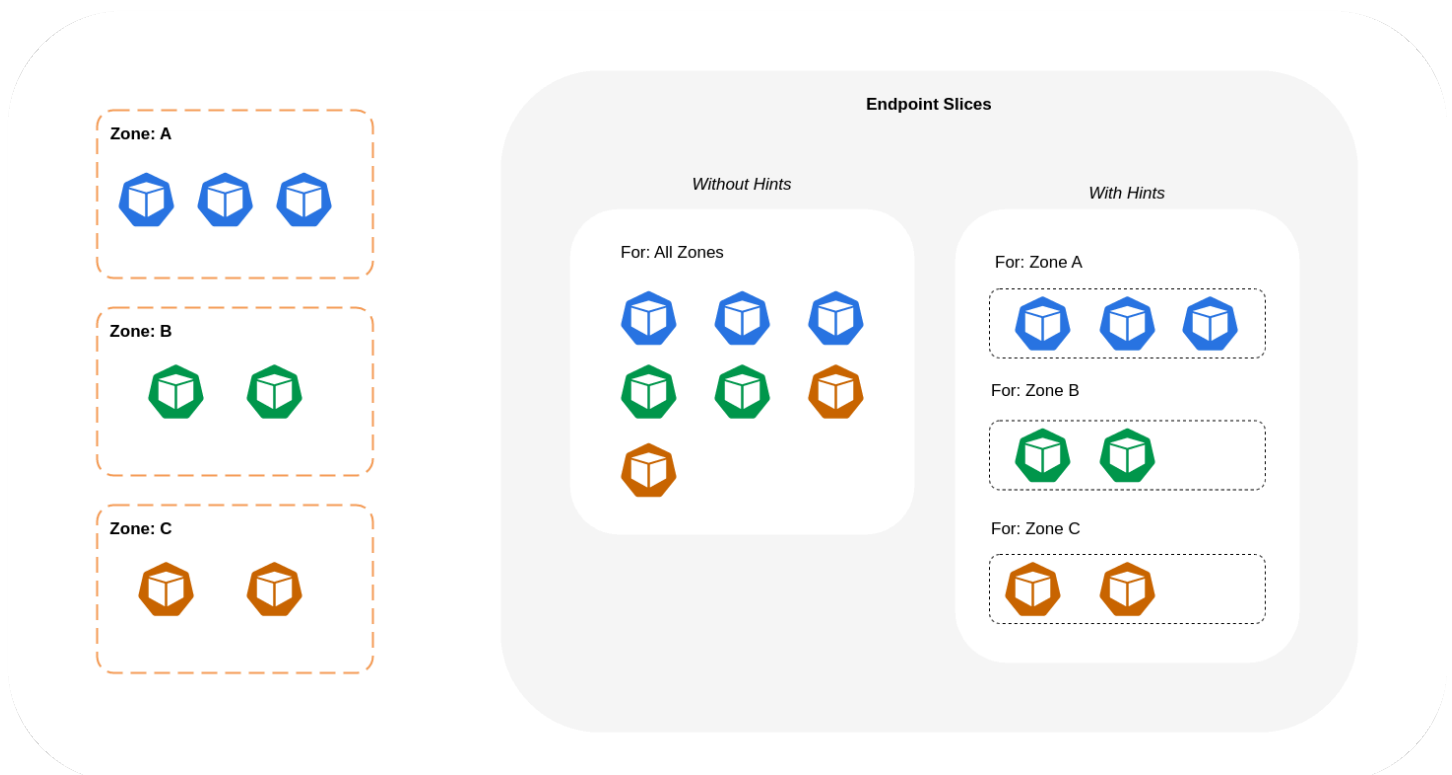 Zone: A
Zone: B
Zone: C
Endpoint Slices
Without Hints
For: All Zones
With Hints
For: Zone A
For: Zone B
For: Zone C